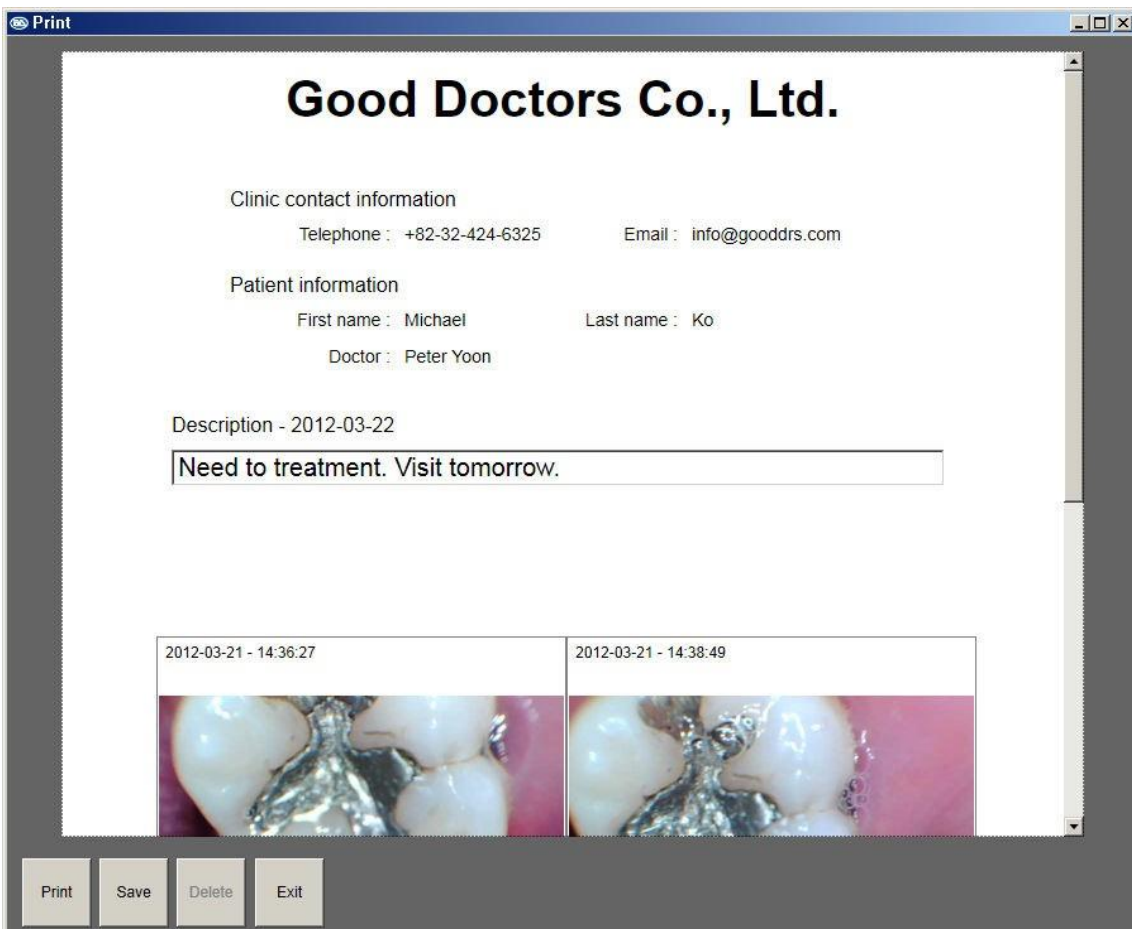 Print
Good Doctors Co., Ltd.
Clinic contact information
Telephone : +82-32-424-6325 Email : info@gooddrs.com
Patient information
First name : Michael Last name : Ko
Doctor : Peter Yoon
Description - 2012-03-22
Need to treatment. Visit tomorrow.
2012-03-21 - 14:36:27 2012-03-21 - 14:38:49
Print Save Delete Exit